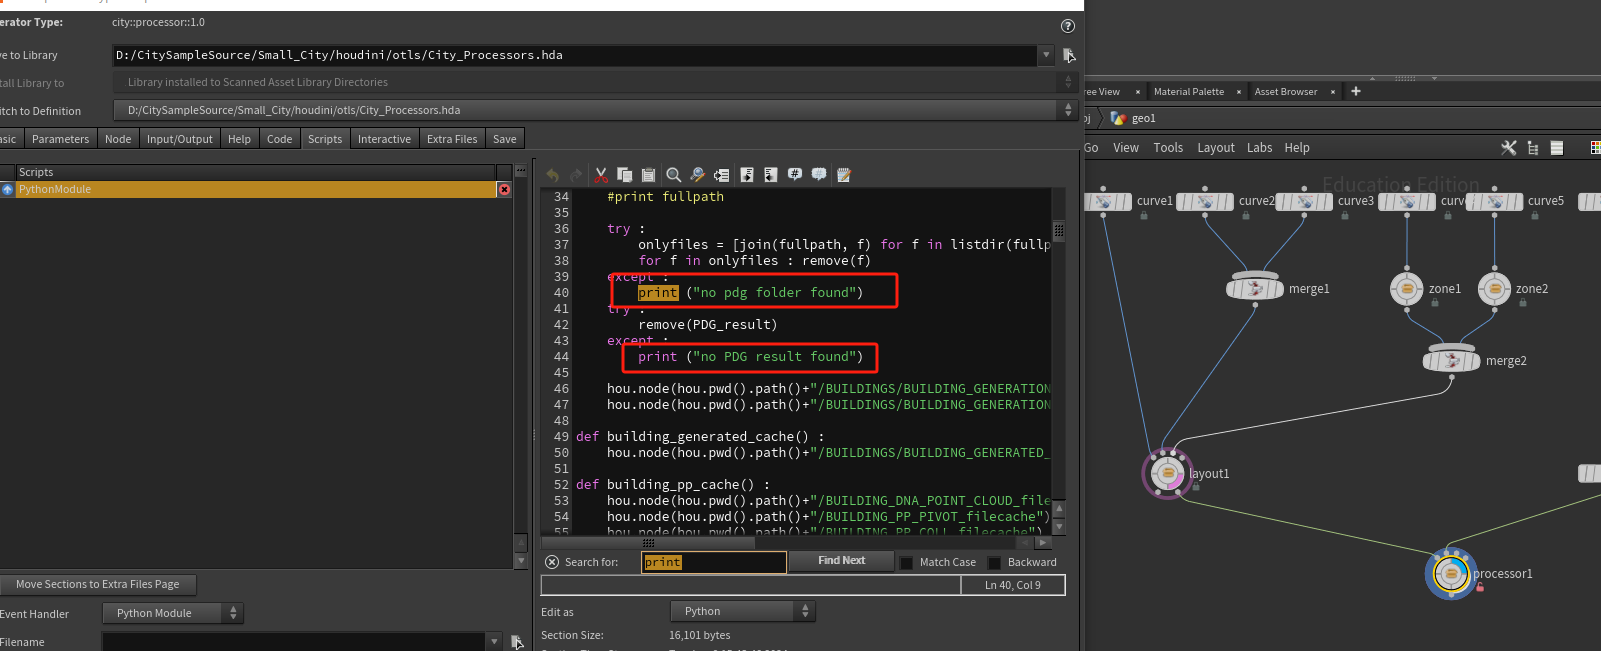 erator Type: city::processor::1.0
ve to Library D:/CitySampleSource/Small_City/houdini/otls/City_Processors.hda
tall Library to Library installed to Scanned Asset Library Directories
itch to Definition D:/CitySampleSource/Small_City/houdini/otls/City_Processors.hda
asic Parameters Node Input/Output Help Code Scripts Interactive Extra Files Save
Scripts
PythonModule
34 #print fullpath
35
36 try :
37 onlyfiles = [join(fullpath, f) for f in listdir(fullp
38 for f in onlyfiles : remove(f)
39 except :
40 print ("no pdg folder found")
41 try :
42 remove(PDG_result)
43 except :
44 print ("no PDG result found")
45
46 hou.node(hou.pwd().path()+"/BUILDINGS/BUILDING_GENERATION
47 hou.node(hou.pwd().path()+"/BUILDINGS/BUILDING_GENERATION
48
49 def building_generated_cache() :
50 hou.node(hou.pwd().path()+"/BUILDINGS/BUILDING_GENERATED_
51
52 def building_pp_cache() :
53 hou.node(hou.pwd().path()+"/BUILDING_DNA_POINT_CLOUD_file
54 hou.node(hou.pwd().path()+"/BUILDING_PP_PIVOT_filecache")
55 hou.node(hou.pwd().path()+"/BUILDING_PP_COLL_filecache")
Search for: print Find Next Match Case Backward
Ln 40, Col 9
Move Sections to Extra Files Page
Event Handler Python Module
Filename
Edit as Python
Section Size: 16,101 bytes
ree View × Material Palette × Asset Browser × +
bj geo1
Go View Tools Layout Labs Help
Education Edition
curve1 curve2 curve3 curv curve5
merge1 zone1 zone2
merge2
layout1
processor1